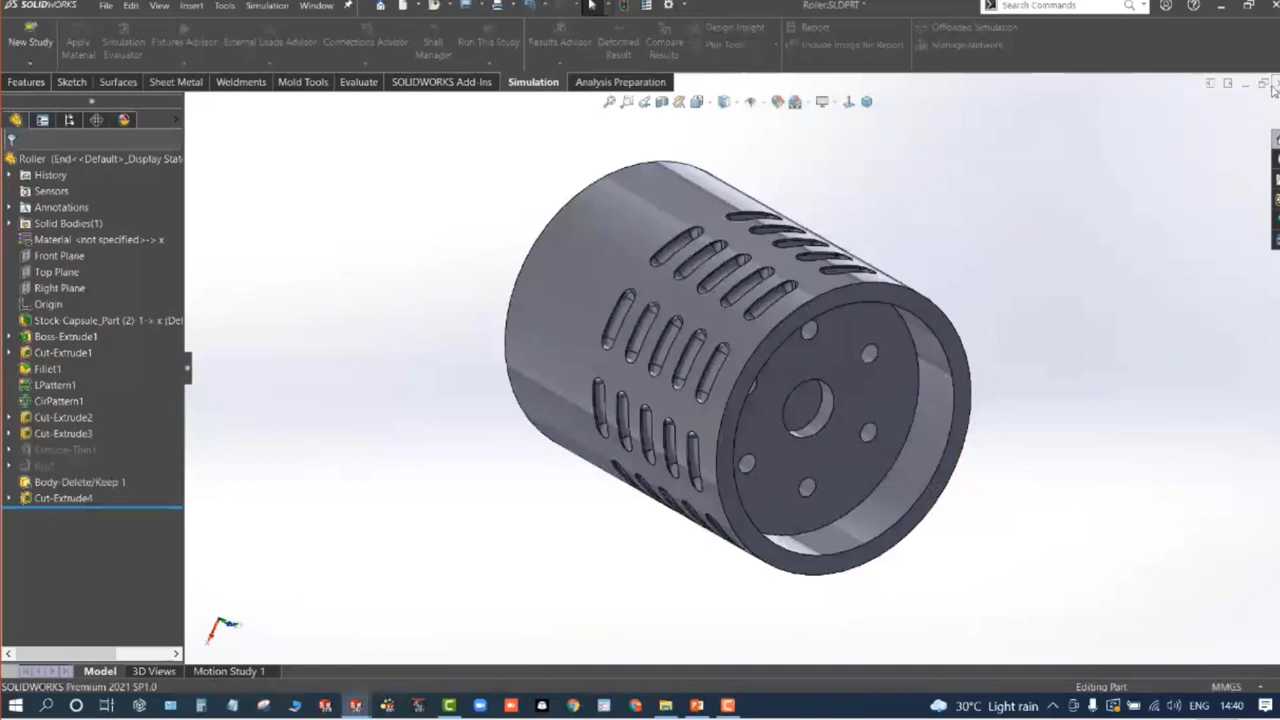 SOLIDWORKS File Edit View Insert Tools Simulation Window Roller.SLDPRT * Search Commands
New Study Apply Material Simulation Evaluator Fixtures Advisor External Loads Advisor Connections Advisor Shell Manager Run This Study Results Advisor Deformed Result Compare Results Design Insight Plot Tools Report Include Image for Report Offloaded Simulation Manage Network
Features Sketch Surfaces Sheet Metal Weldments Mold Tools Evaluate SOLIDWORKS Add-Ins Simulation Analysis Preparation
Roller (End<<Default>_Display Stat
History
Sensors
Annotations
Solid Bodies(1)
Material <not specified>-> x
Front Plane
Top Plane
Right Plane
Origin
Stock-Capsule_Part (2)-1-> x (De
Boss-Extrude1
Cut-Extrude1
Fillet1
LPattern1
CirPattern1
Cut-Extrude2
Cut-Extrude3
Extrude-Thin1
Body-Delete/Keep 1
Cut-Extrude4
Model 3D Views Motion Study 1
SOLIDWORKS Premium 2021 SP1.0 Editing Part MMGS
30°C Light rain ENG 14:40